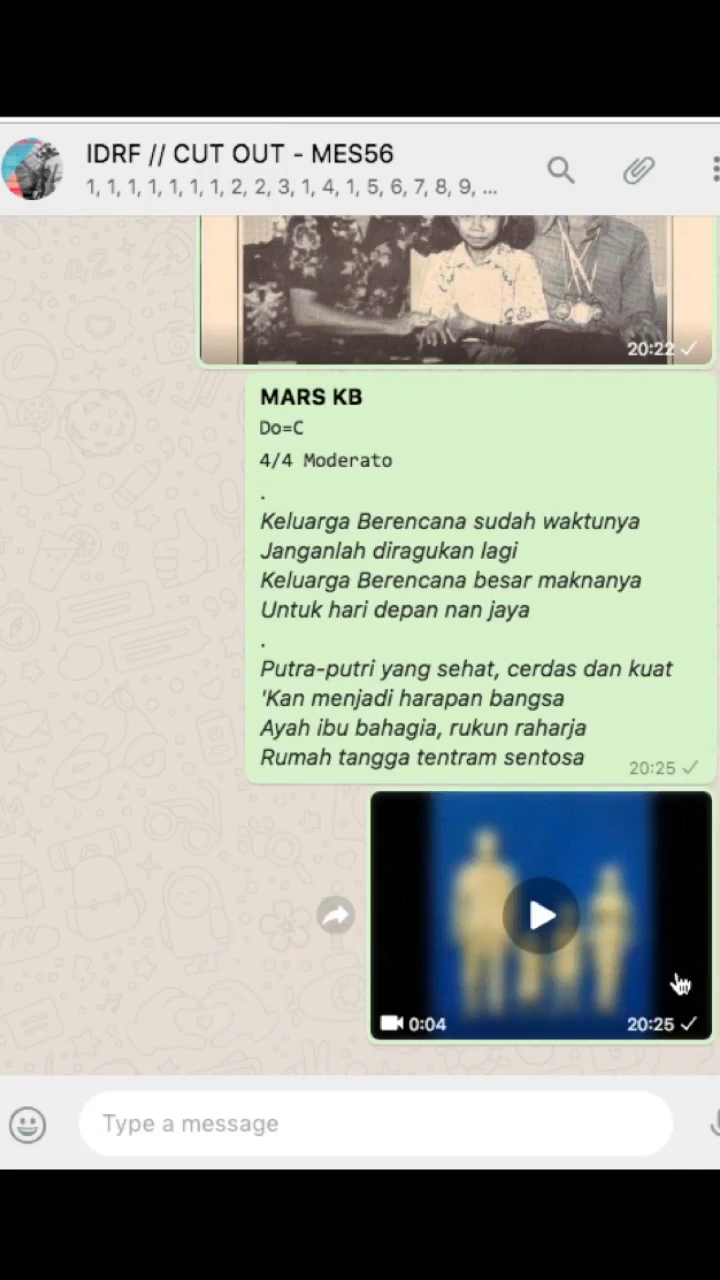 IDRF // CUT OUT - MES56
1, 1, 1, 1, 1, 1, 1, 2, 2, 3, 1, 4, 1, 5, 6, 7, 8, 9, ...
20:22
MARS KB
Do=C
4/4 Moderato
.
Keluarga Berencana sudah waktunya
Janganlah diragukan lagi
Keluarga Berencana besar maknanya
Untuk hari depan nan jaya
.
Putra-putri yang sehat, cerdas dan kuat
'Kan menjadi harapan bangsa
Ayah ibu bahagia, rukun raharja
Rumah tangga tentram sentosa
20:25
0:04
20:25
Type a message